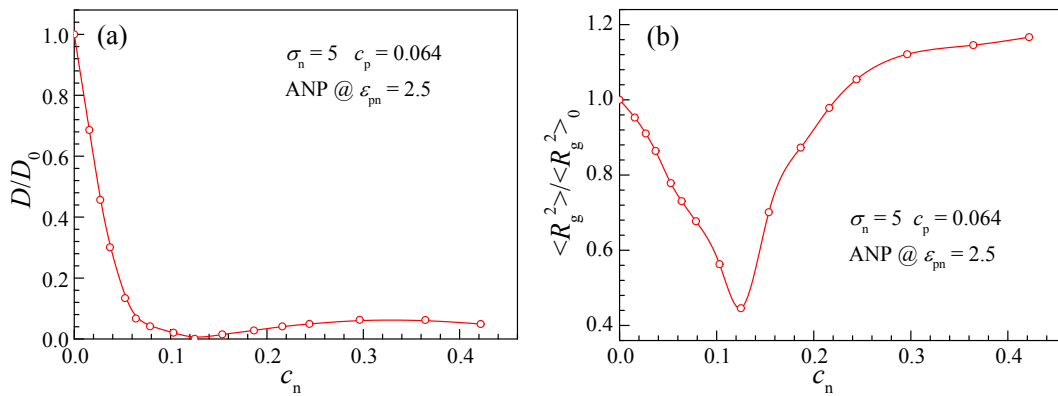 (a)
σn = 5 cp = 0.064
ANP @ εpn = 2.5
D/D0
1.0
0.8
0.6
0.4
0.2
0.0
0.0 0.1 0.2 0.3 0.4
cn
(b)
<Rg2>/<Rg2>0
1.2
1.0
0.8
0.6
0.4
σn = 5 cp = 0.064
ANP @ εpn = 2.5
0.0 0.1 0.2 0.3 0.4
cn